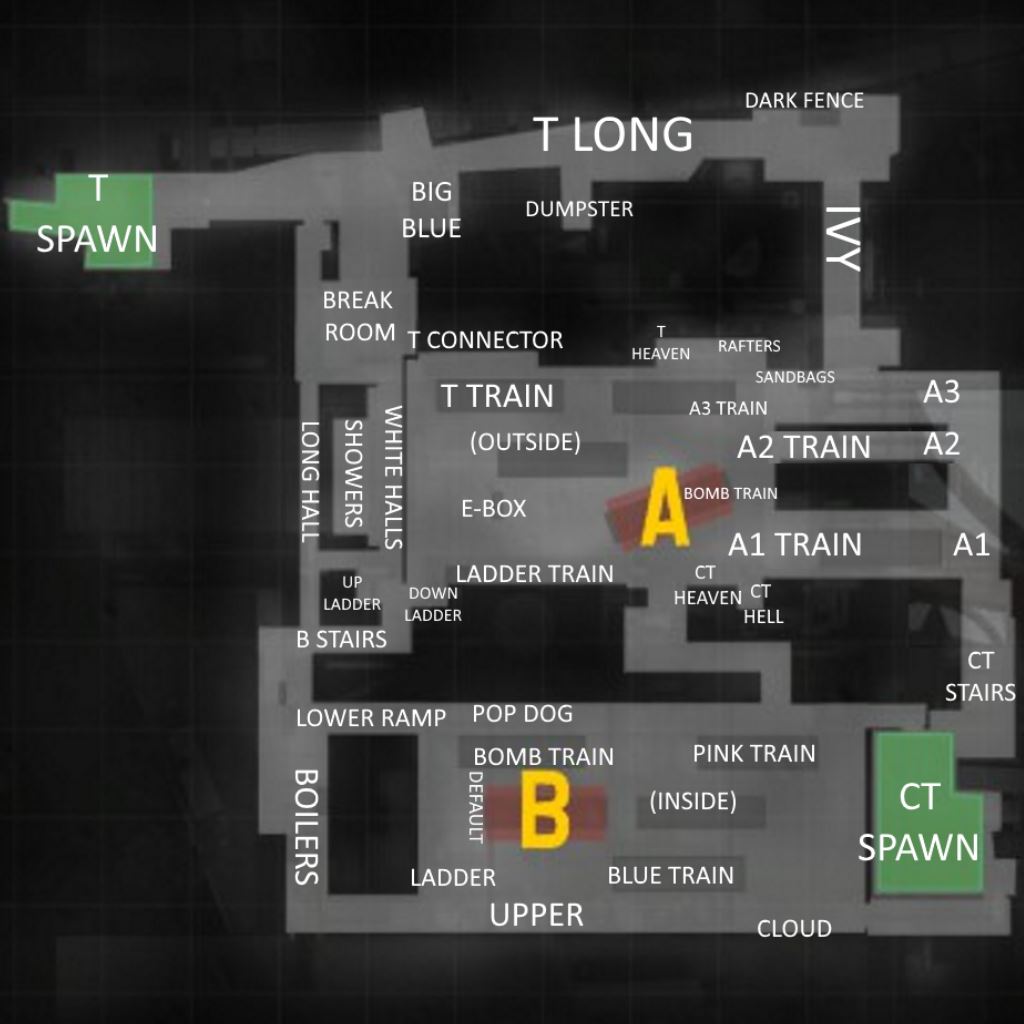 DARK FENCE
T LONG
T
SPAWN
BIG
BLUE
DUMPSTER
IVY
BREAK
ROOM
T CONNECTOR
T
HEAVEN
RAFTERS
SANDBAGS
T TRAIN
A3 TRAIN
A3
(OUTSIDE)
A2 TRAIN
A2
LONG HALL
SHOWERS
WHITE HALLS
E-BOX
A
BOMB TRAIN
A1 TRAIN
A1
LADDER TRAIN
CT
HEAVEN
CT
HELL
UP
LADDER
DOWN
LADDER
B STAIRS
CT
STAIRS
LOWER RAMP
POP DOG
BOMB TRAIN
PINK TRAIN
BOILERS
DEFAULT
B
(INSIDE)
CT
SPAWN
LADDER
BLUE TRAIN
UPPER
CLOUD